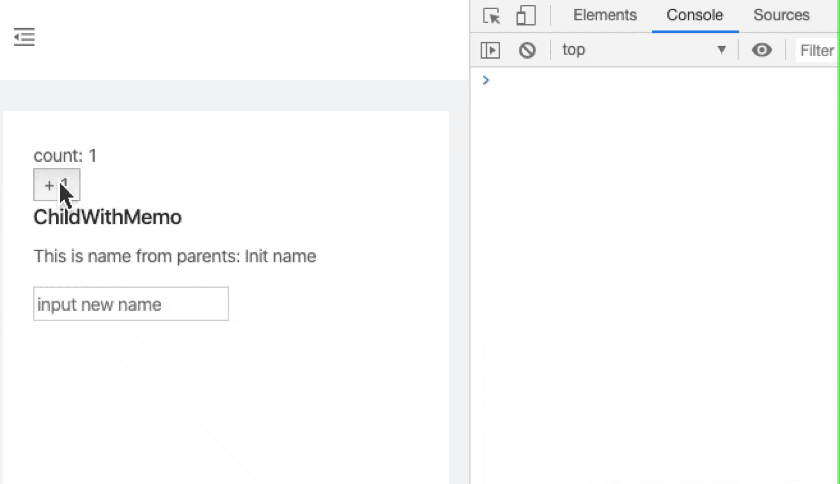 Elements Console Sources
top Filter
count: 1
+ 1
ChildWithMemo
This is name from parents: Init name
input new name